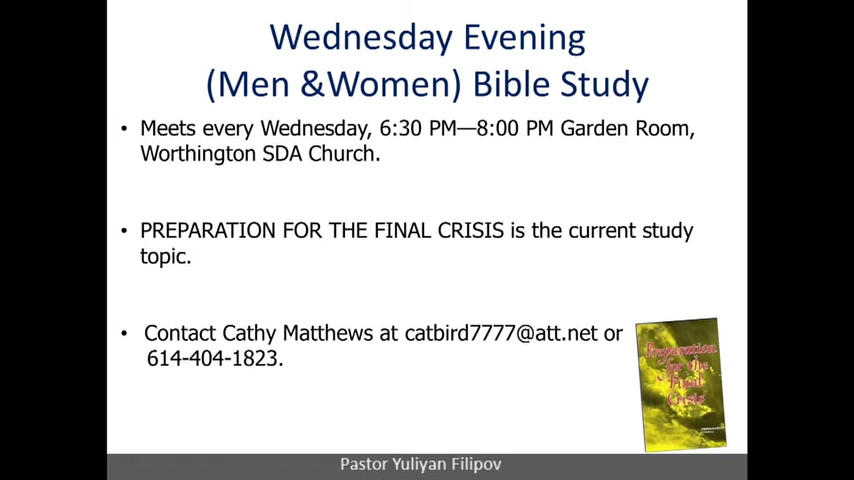 Wednesday Evening
(Men &Women) Bible Study
• Meets every Wednesday, 6:30 PM—8:00 PM Garden Room,
Worthington SDA Church.
• PREPARATION FOR THE FINAL CRISIS is the current study
topic.
• Contact Cathy Matthews at catbird7777@att.net or
614-404-1823.
Preparation
for the
Final
Crisis
Pastor Yuliyan Filipov